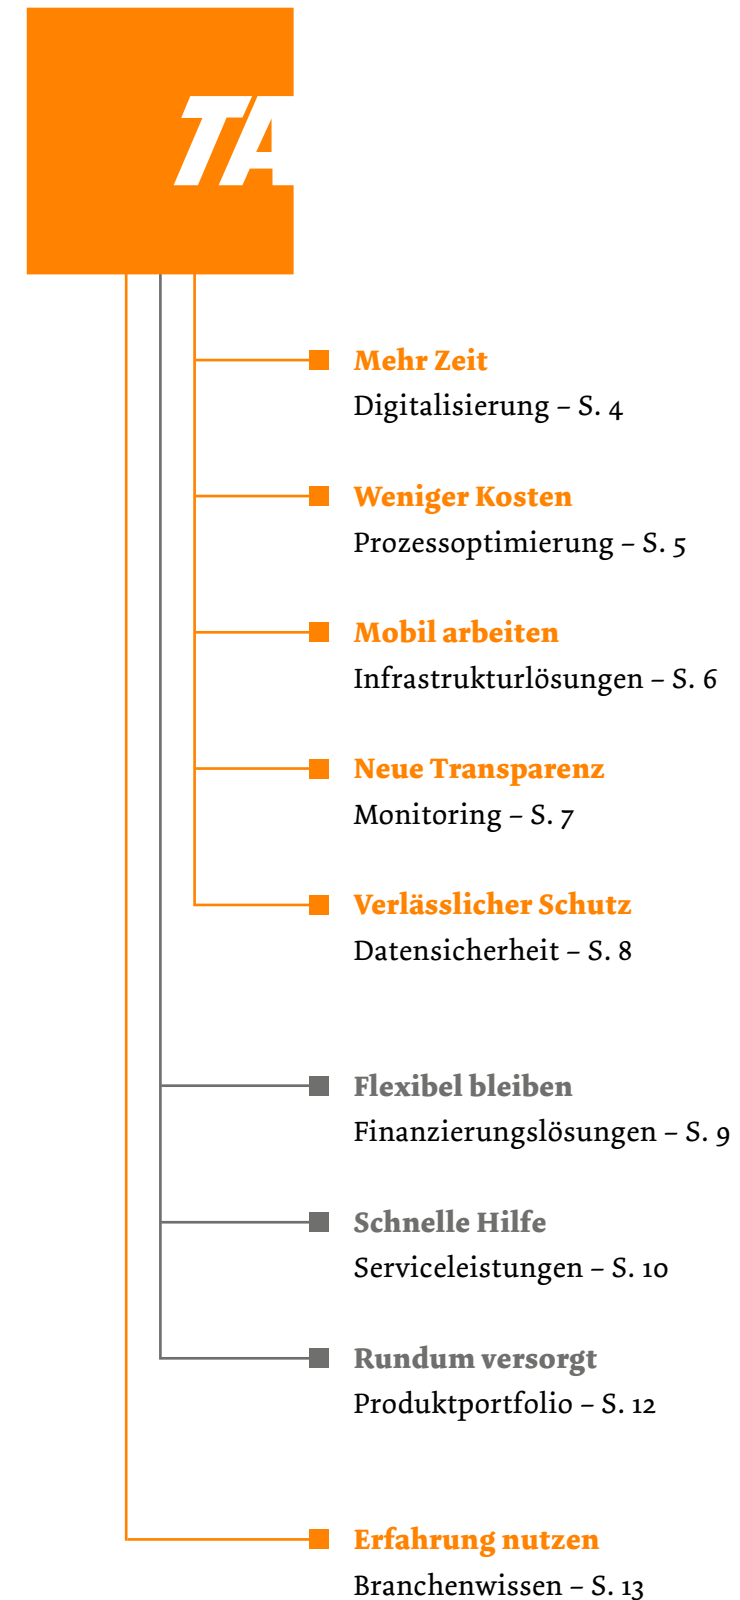 TA
Mehr Zeit
Digitalisierung – S. 4
Weniger Kosten
Prozessoptimierung – S. 5
Mobil arbeiten
Infrastrukturlösungen – S. 6
Neue Transparenz
Monitoring – S. 7
Verlässlicher Schutz
Datensicherheit – S. 8
Flexibel bleiben
Finanzierungslösungen – S. 9
Schnelle Hilfe
Serviceleistungen – S. 10
Rundum versorgt
Produktportfolio – S. 12
Erfahrung nutzen
Branchenwissen – S. 13